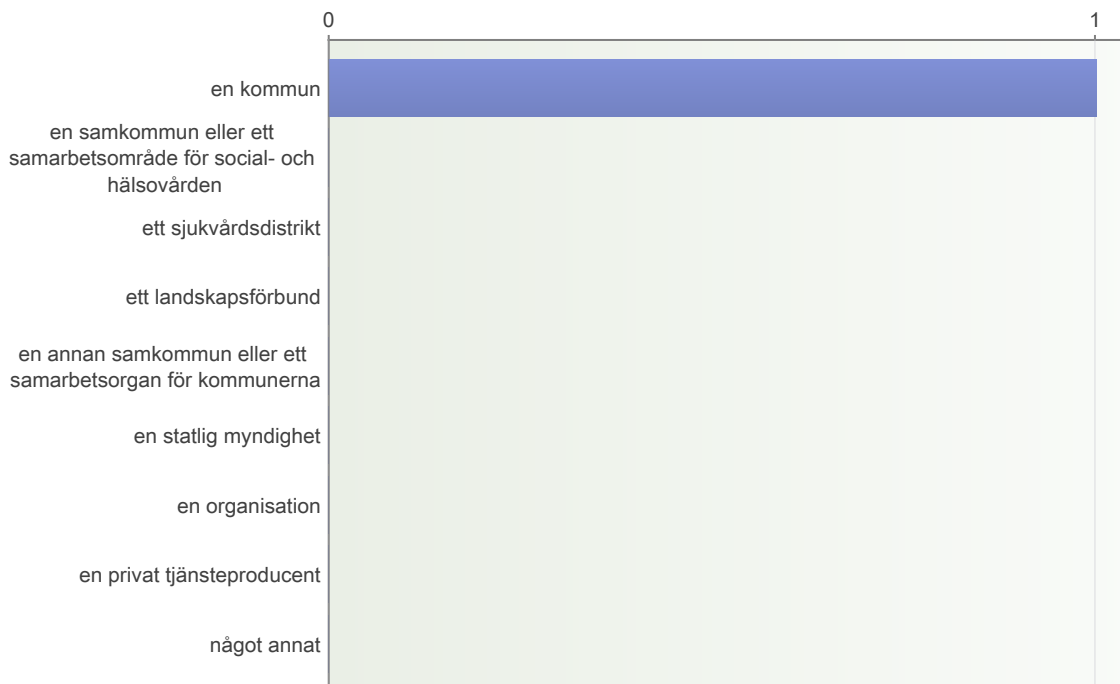 0 1
en kommun
en samkommun eller ett
samarbetsområde för social- och
hälsovården
ett sjukvårdsdistrikt
ett landskapsförbund
en annan samkommun eller ett
samarbetsorgan för kommunerna
en statlig myndighet
en organisation
en privat tjänsteproducent
något annat